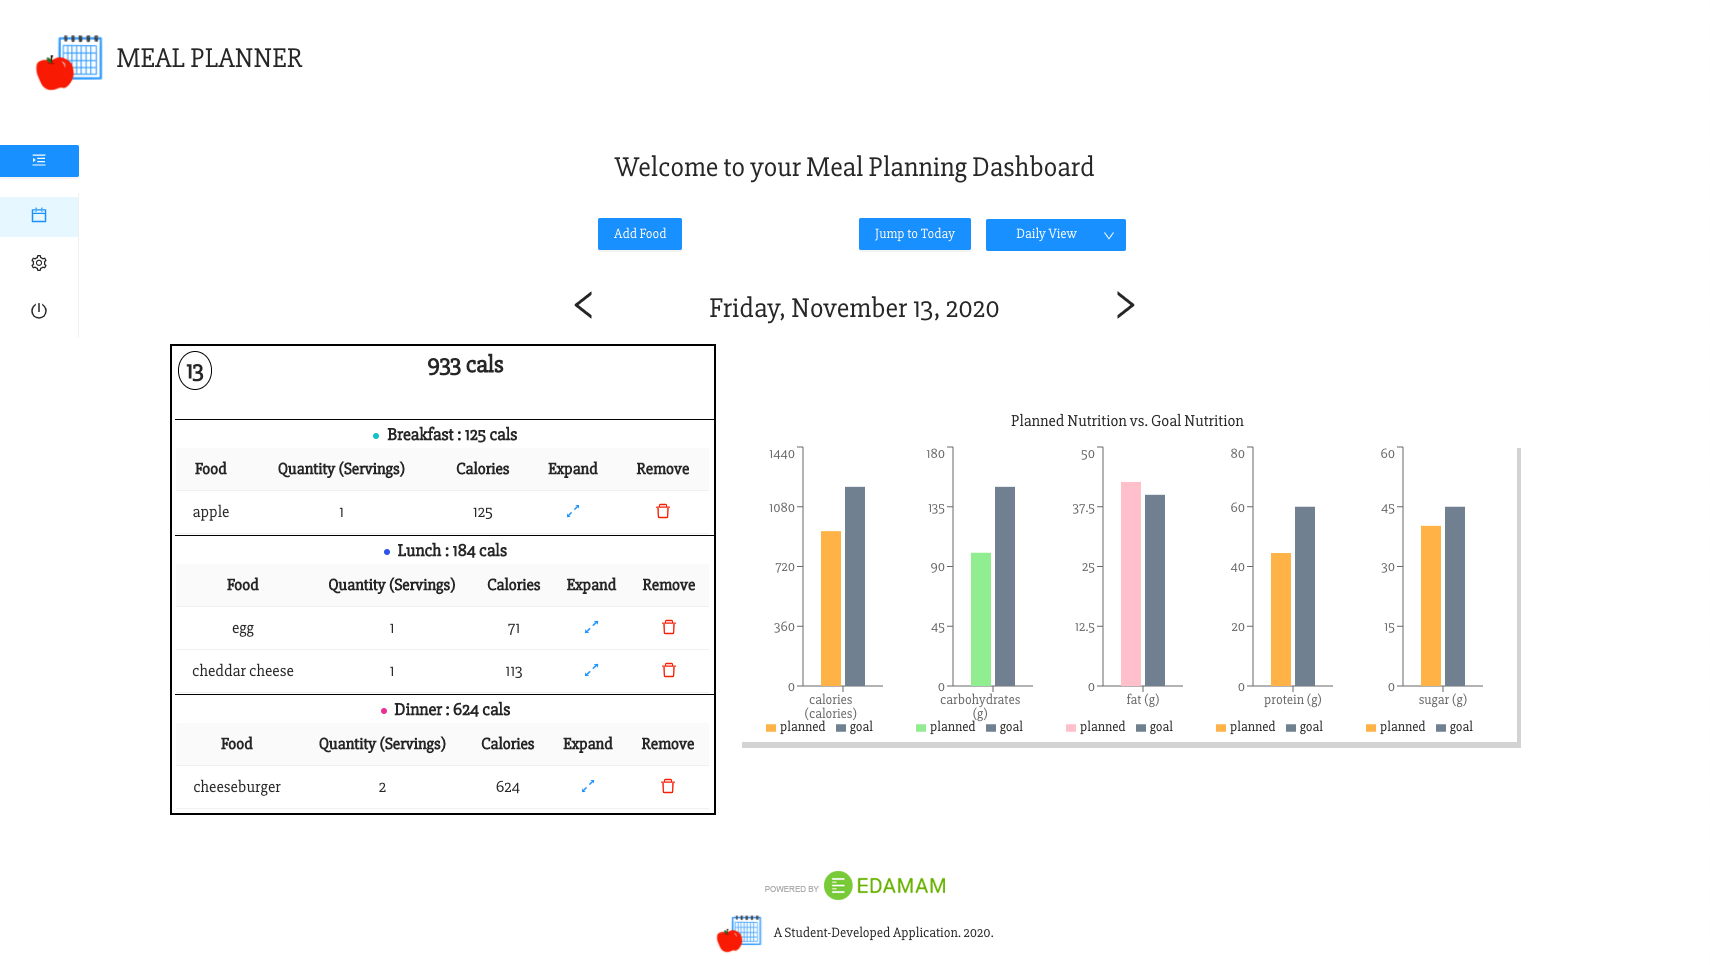 MEAL PLANNER
Welcome to your Meal Planning Dashboard
Add Food
Jump to Today
Daily View
< Friday, November 13, 2020 >
13
933 cals
Breakfast : 125 cals
Food Quantity (Servings) Calories Expand Remove
apple 1 125
Lunch : 184 cals
Food Quantity (Servings) Calories Expand Remove
egg 1 71
cheddar cheese 1 113
Dinner : 624 cals
Food Quantity (Servings) Calories Expand Remove
cheeseburger 2 624
Planned Nutrition vs. Goal Nutrition
1440 180 50 80 60
1080 135 37.5 60 45
720 90 25 40 30
360 45 12.5 20 15
0 0 0 0 0
calories carbohydrates fat (g) protein (g) sugar (g)
(calories) (g)
planned goal planned goal planned goal planned goal planned goal
POWERED BY EDAMAM
A Student-Developed Application. 2020.